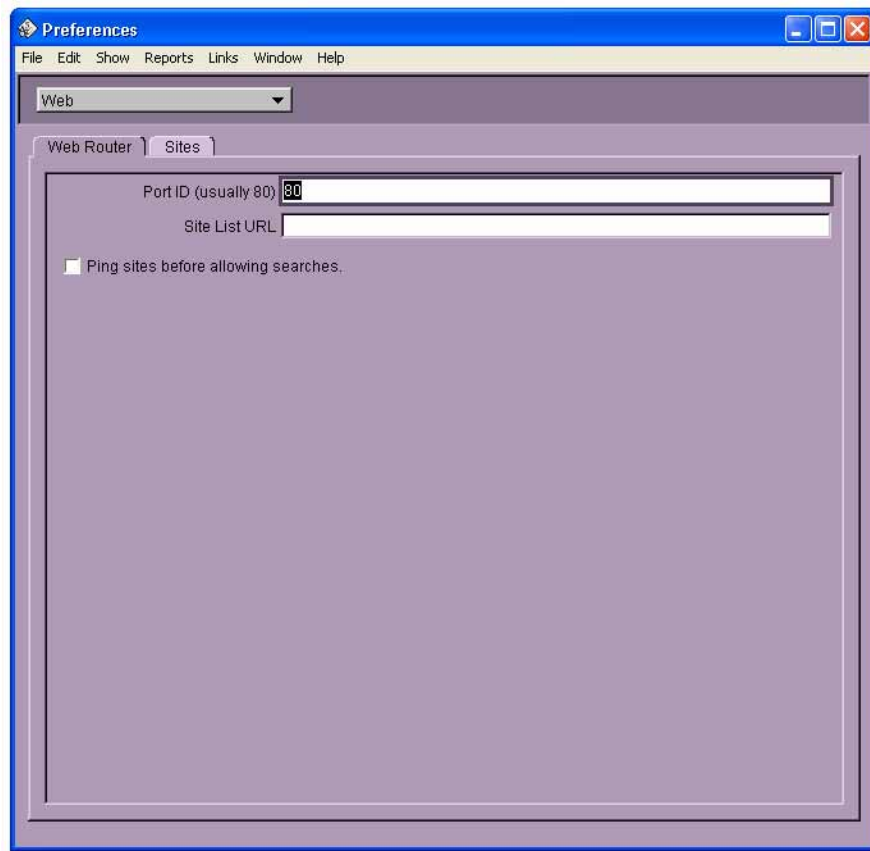 Preferences
File Edit Show Reports Links Window Help
Web
Web Router Sites
Port ID (usually 80) 80
Site List URL
Ping sites before allowing searches.